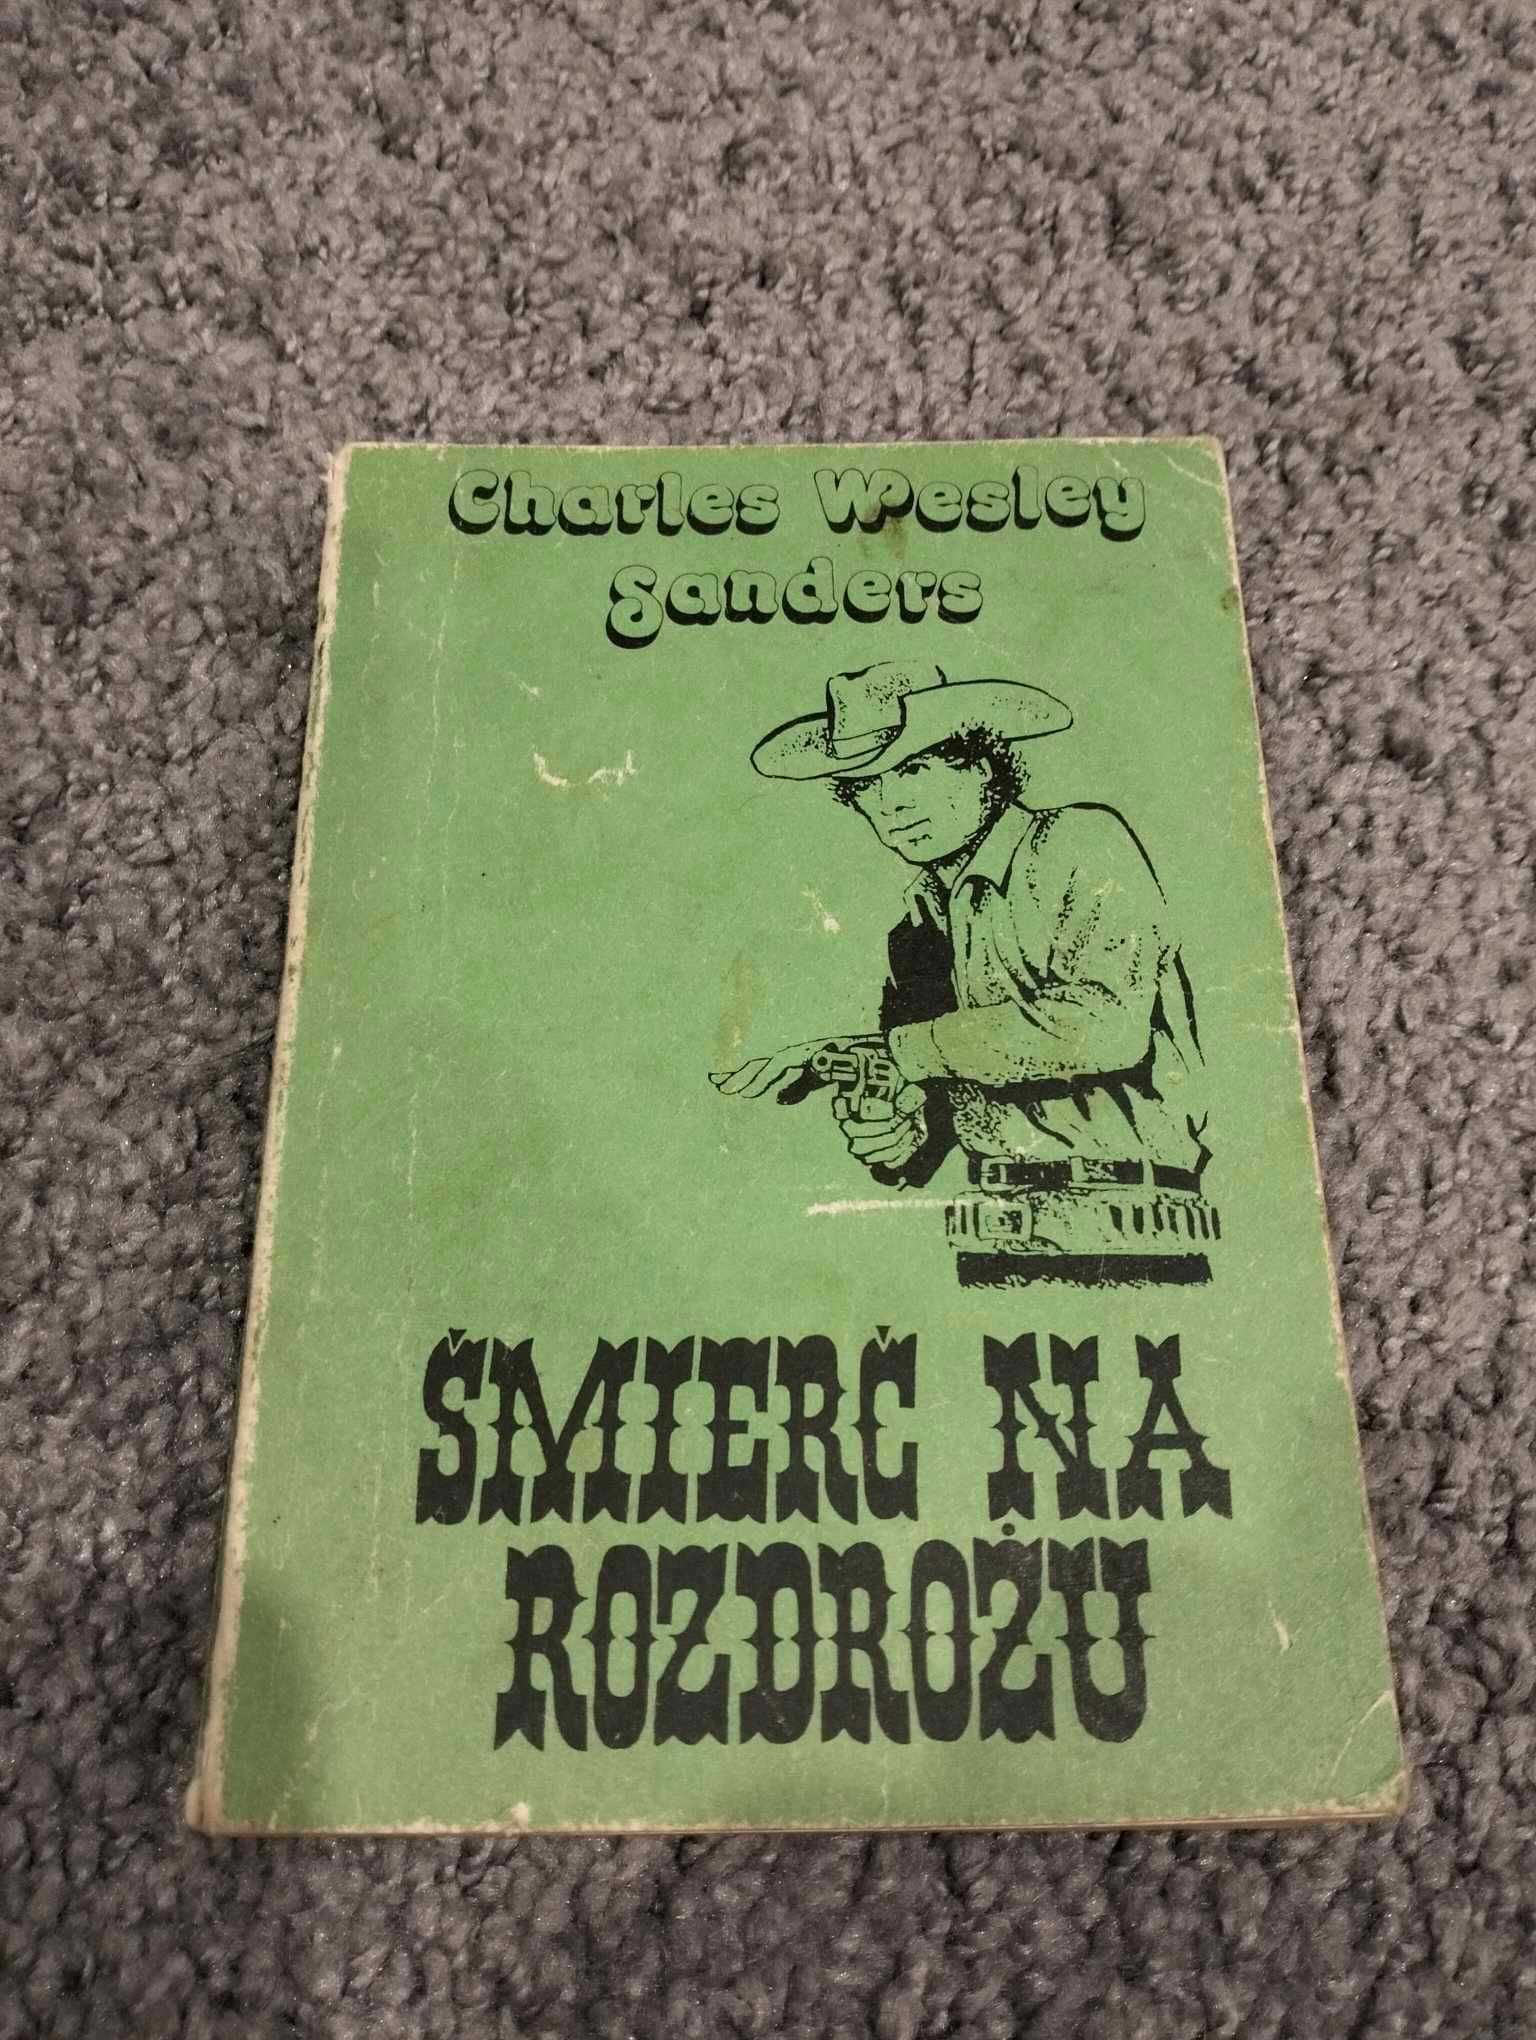 Charles Wesley
Sanders
ŚMIERĆ NA
ROZDROŻU